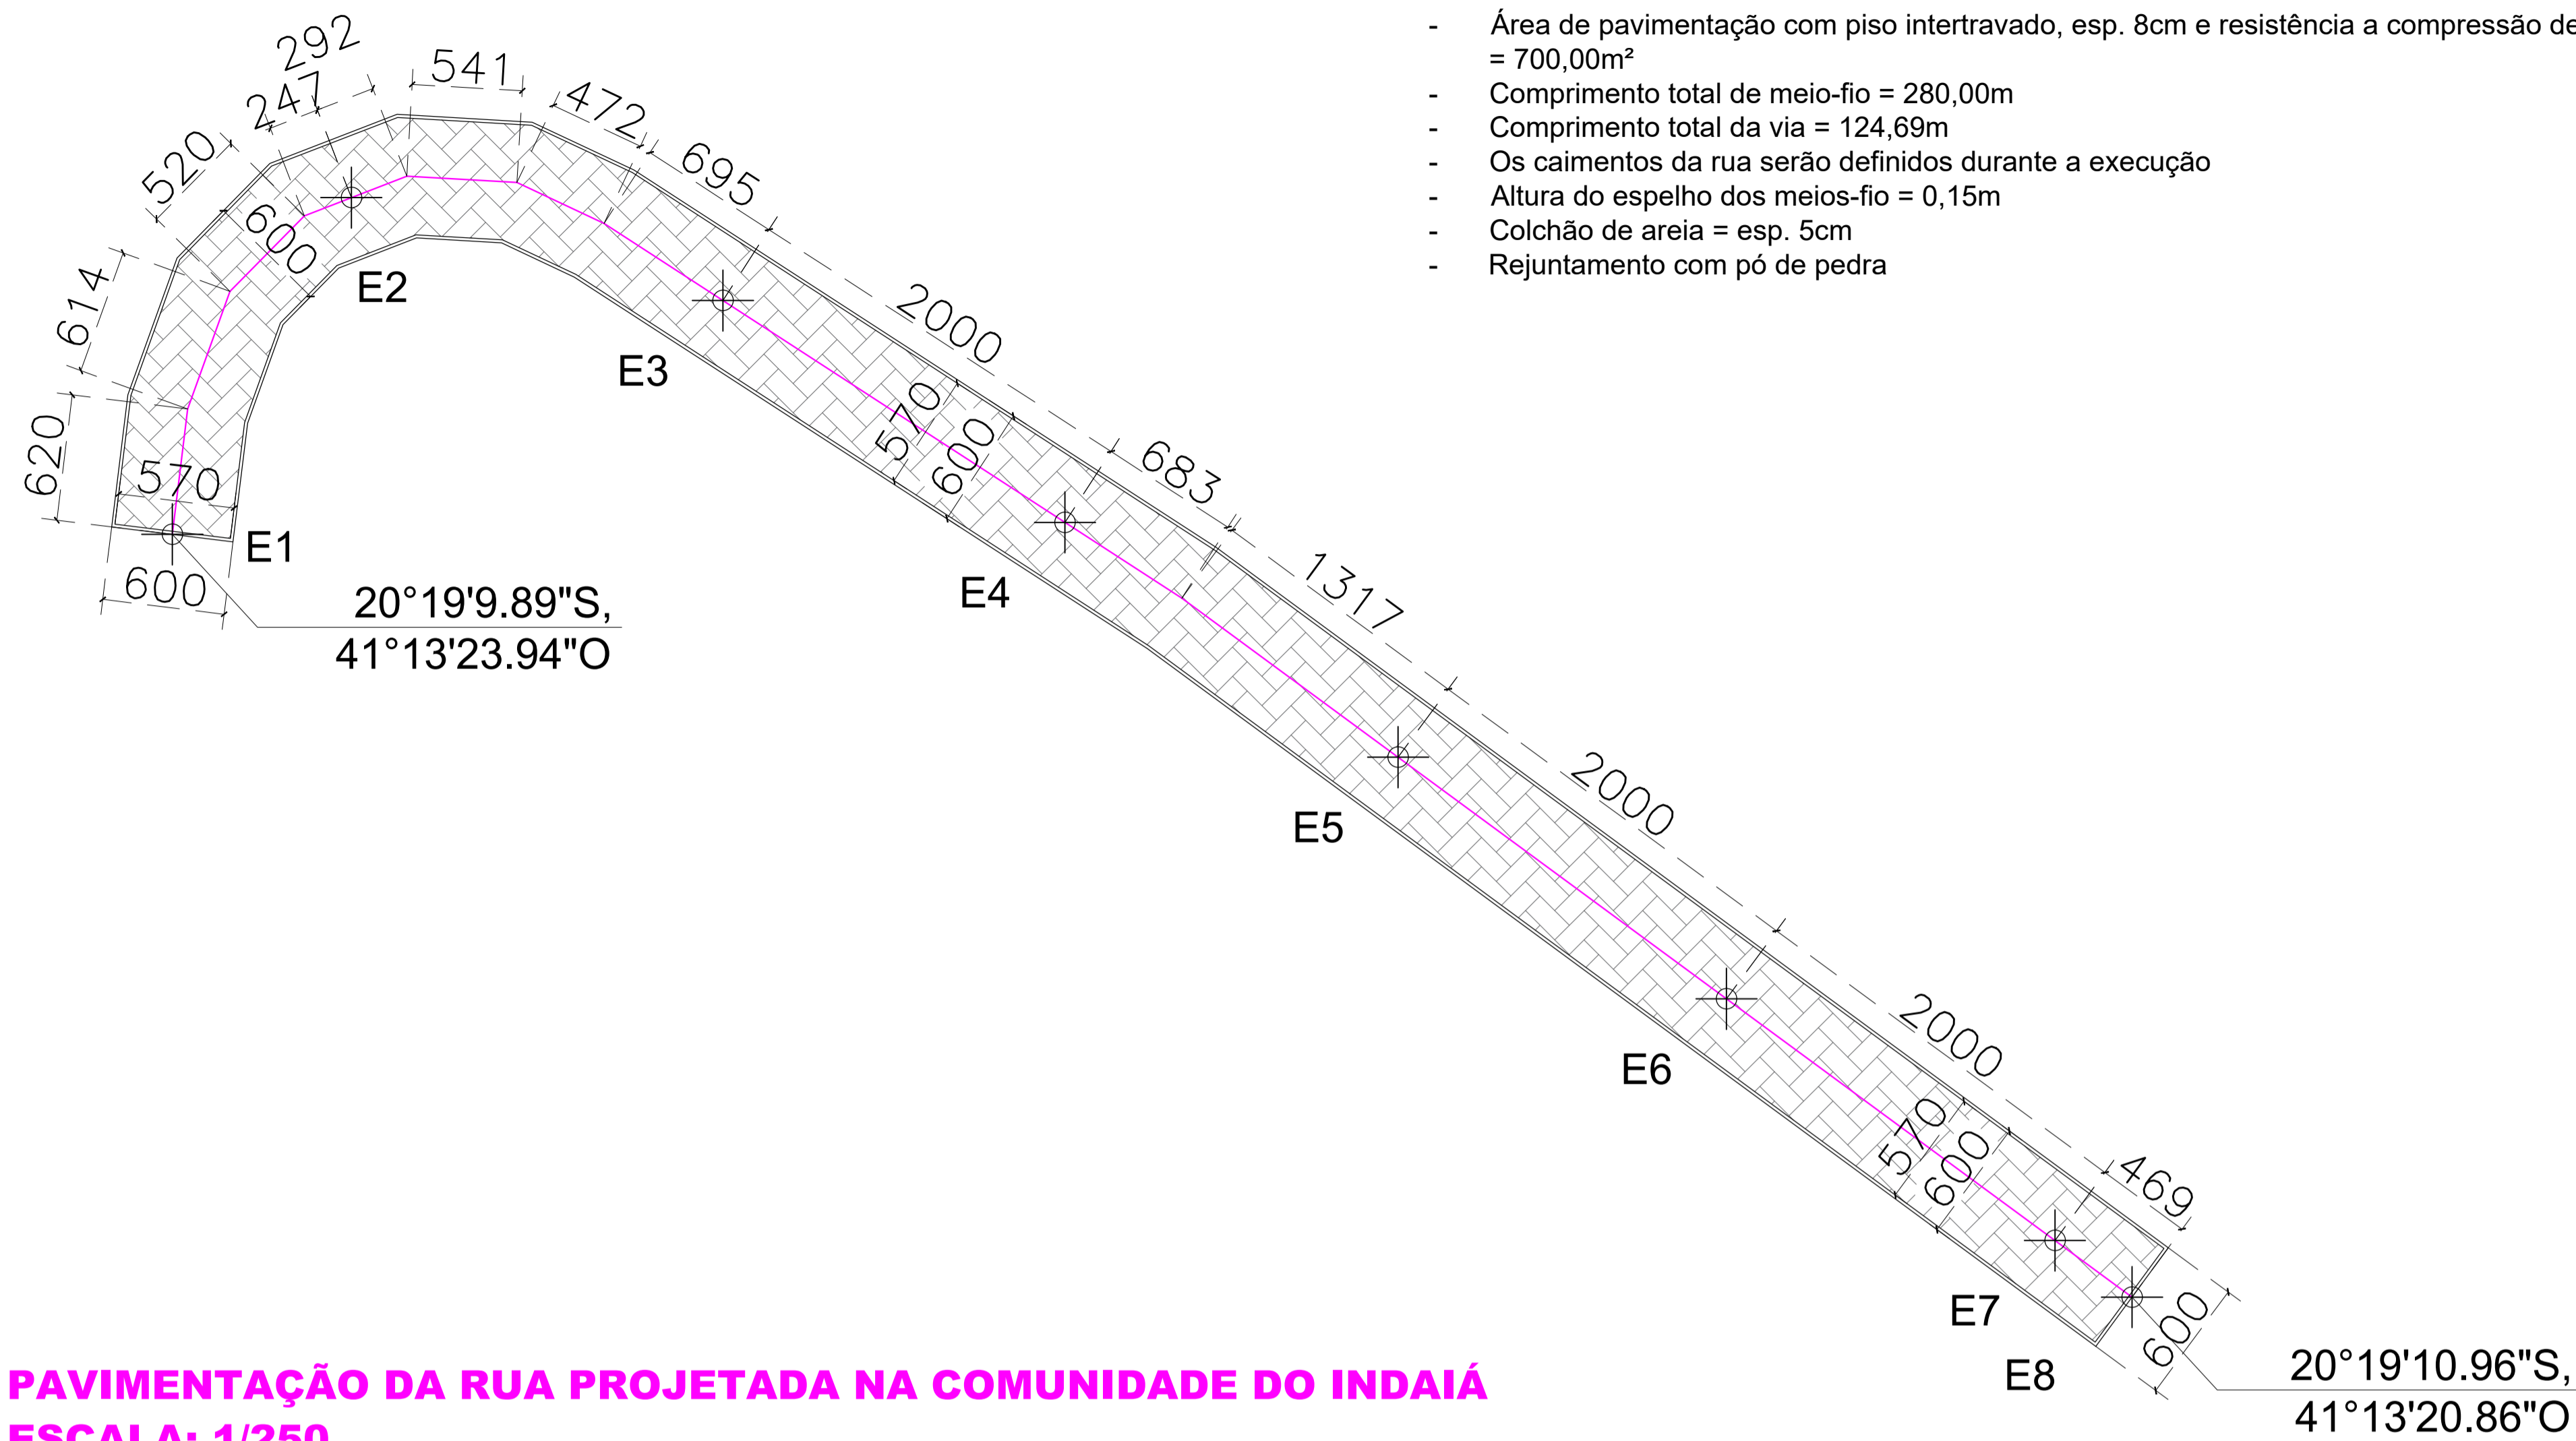 - Área de pavimentação com piso intertravado, esp. 8cm e resistência a compressão de
= 700,00m²
- Comprimento total de meio-fio = 280,00m
- Comprimento total da via = 124,69m
- Os caimentos da rua serão definidos durante a execução
- Altura do espelho dos meios-fio = 0,15m
- Colchão de areia = esp. 5cm
- Rejuntamento com pó de pedra
292
247
541
472
520
695
600
614
E2
2000
E3
570
600
620
683
570
E1
E4
600
1317
20°19'9.89"S,
41°13'23.94"O
2000
E5
2000
E6
570
600
469
E7
600
E8
20°19'10.96"S,
41°13'20.86"O
PAVIMENTAÇÃO DA RUA PROJETADA NA COMUNIDADE DO INDAIÁ
ESCALA: 1/250